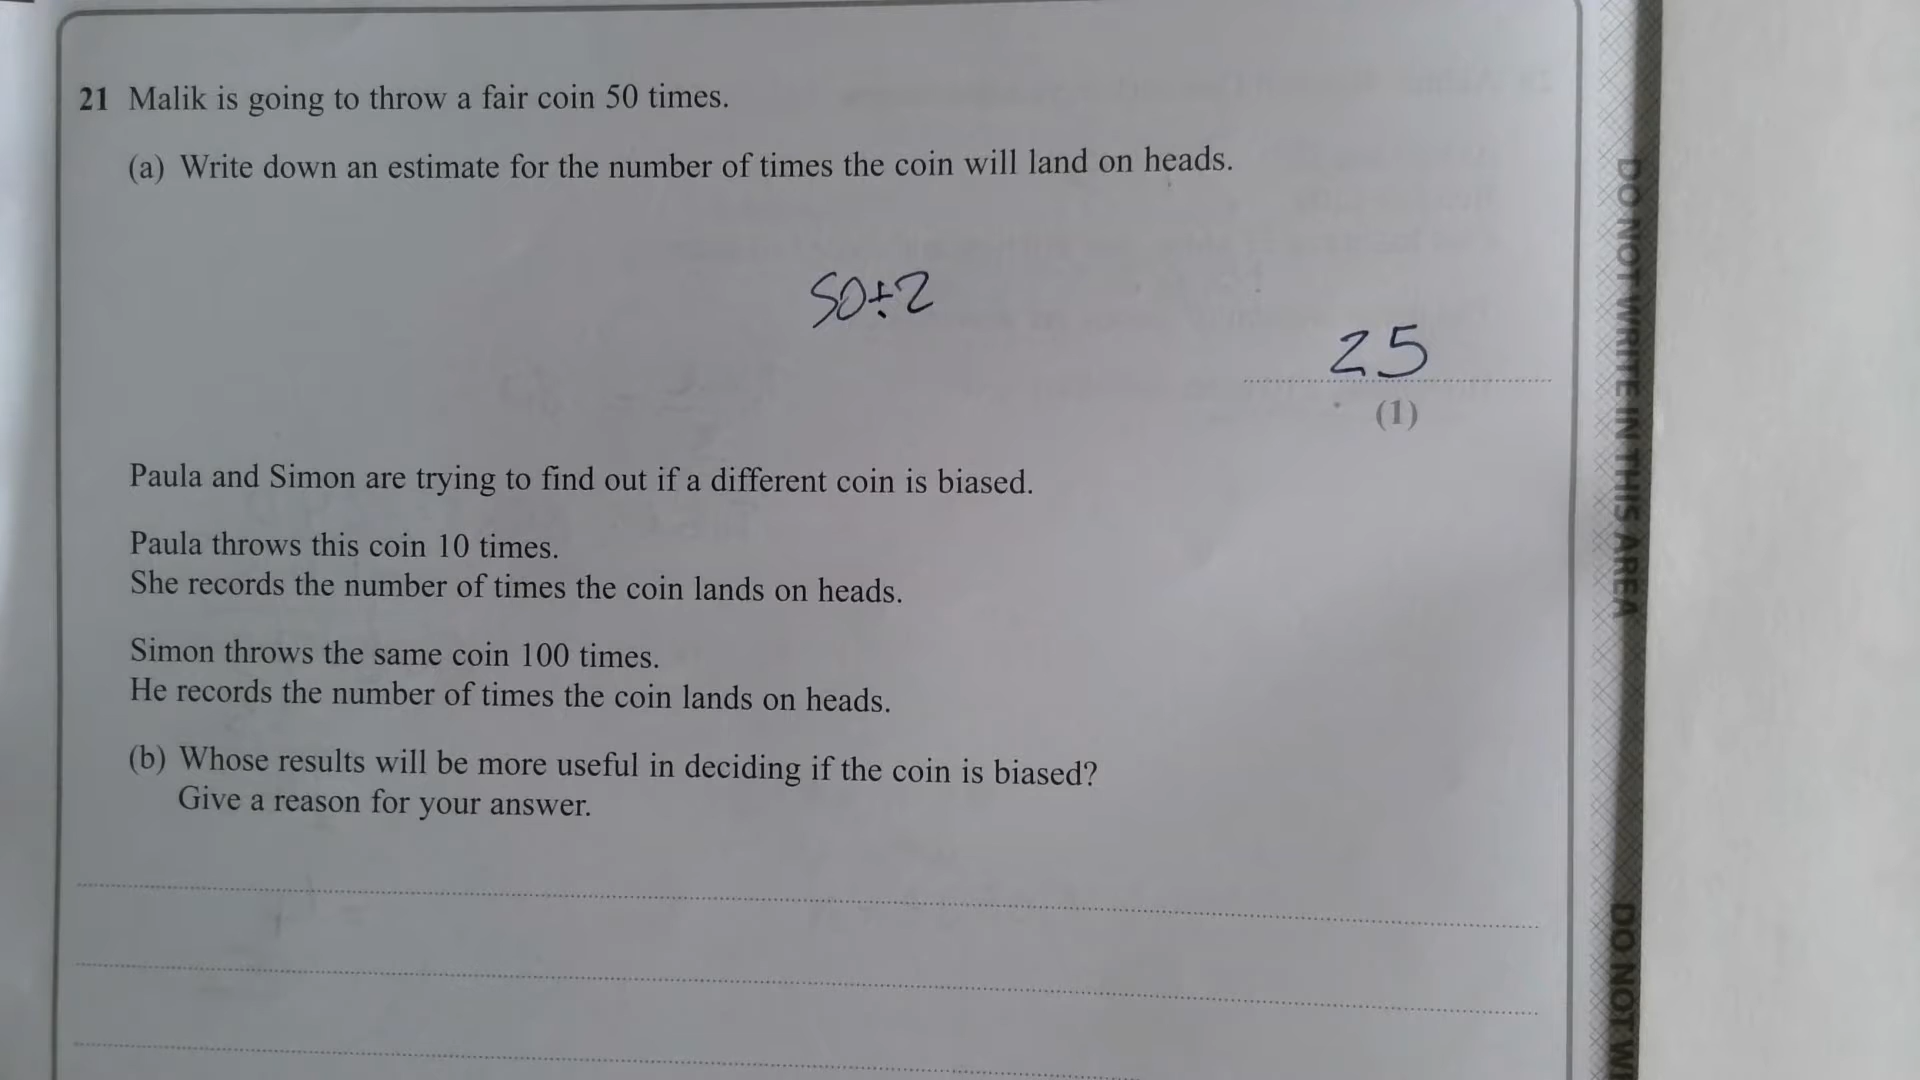 21 Malik is going to throw a fair coin 50 times.
(a) Write down an estimate for the number of times the coin will land on heads.
50÷2
25
(1)
Paula and Simon are trying to find out if a different coin is biased.
Paula throws this coin 10 times.
She records the number of times the coin lands on heads.
Simon throws the same coin 100 times.
He records the number of times the coin lands on heads.
(b) Whose results will be more useful in deciding if the coin is biased?
Give a reason for your answer.
DO NOT WRITE IN THIS AREA
DO NOT